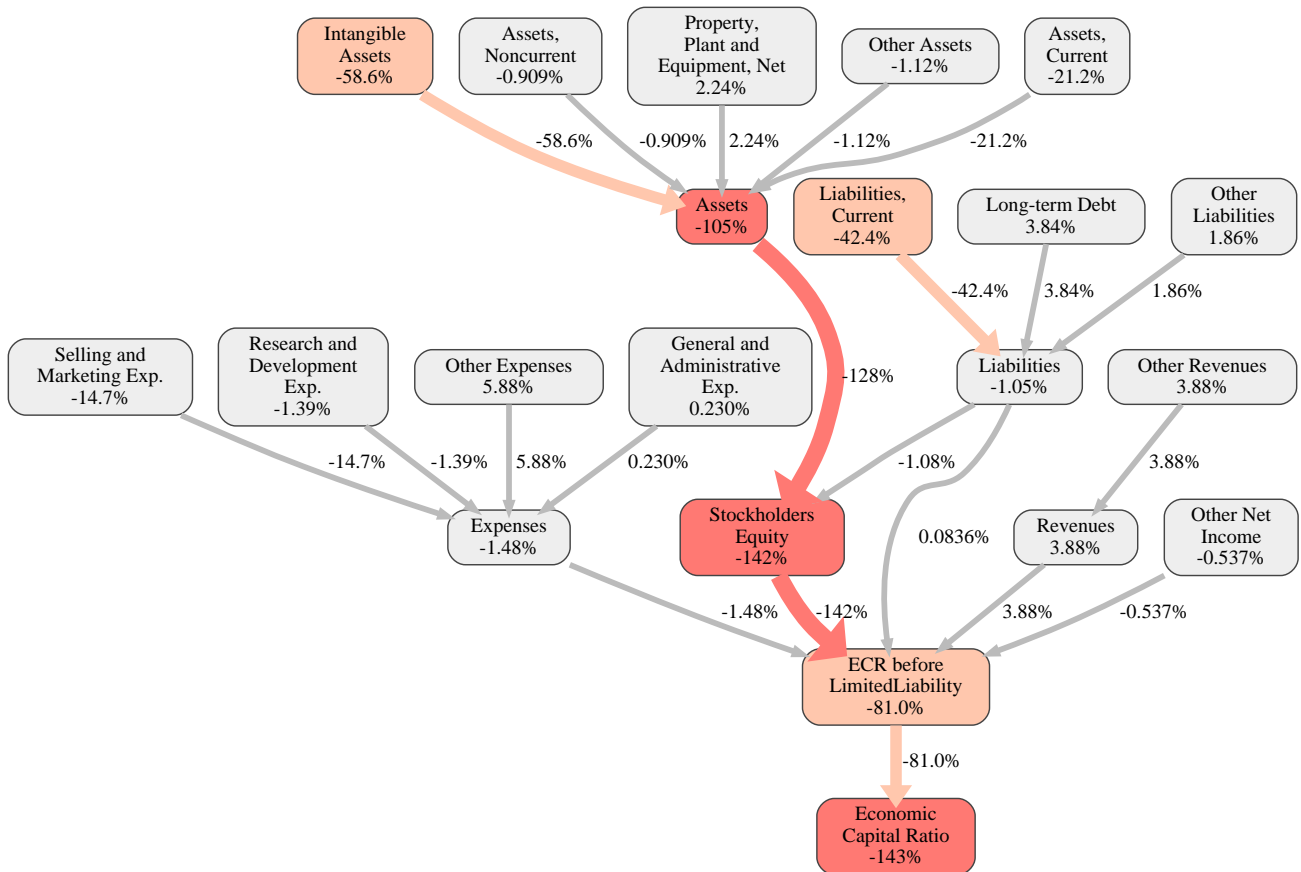 Intangible
Assets
-58.6%
Assets,
Noncurrent
-0.909%
Property,
Plant and
Equipment, Net
2.24%
Other Assets
-1.12%
Assets,
Current
-21.2%
-58.6%
-0.909%
2.24%
-1.12%
-21.2%
Assets
-105%
Liabilities,
Current
-42.4%
Long-term Debt
3.84%
Other
Liabilities
1.86%
-42.4%
3.84%
1.86%
Selling and
Marketing Exp.
-14.7%
Research and
Development
Exp.
-1.39%
Other Expenses
5.88%
General and
Administrative
Exp.
0.230%
-128%
Liabilities
-1.05%
Other Revenues
3.88%
-14.7%
-1.39%
5.88%
0.230%
-1.08%
3.88%
Expenses
-1.48%
Stockholders
Equity
-142%
0.0836%
Revenues
3.88%
Other Net
Income
-0.537%
-1.48%
-142%
3.88%
-0.537%
ECR before
LimitedLiability
-81.0%
-81.0%
Economic
Capital Ratio
-143%